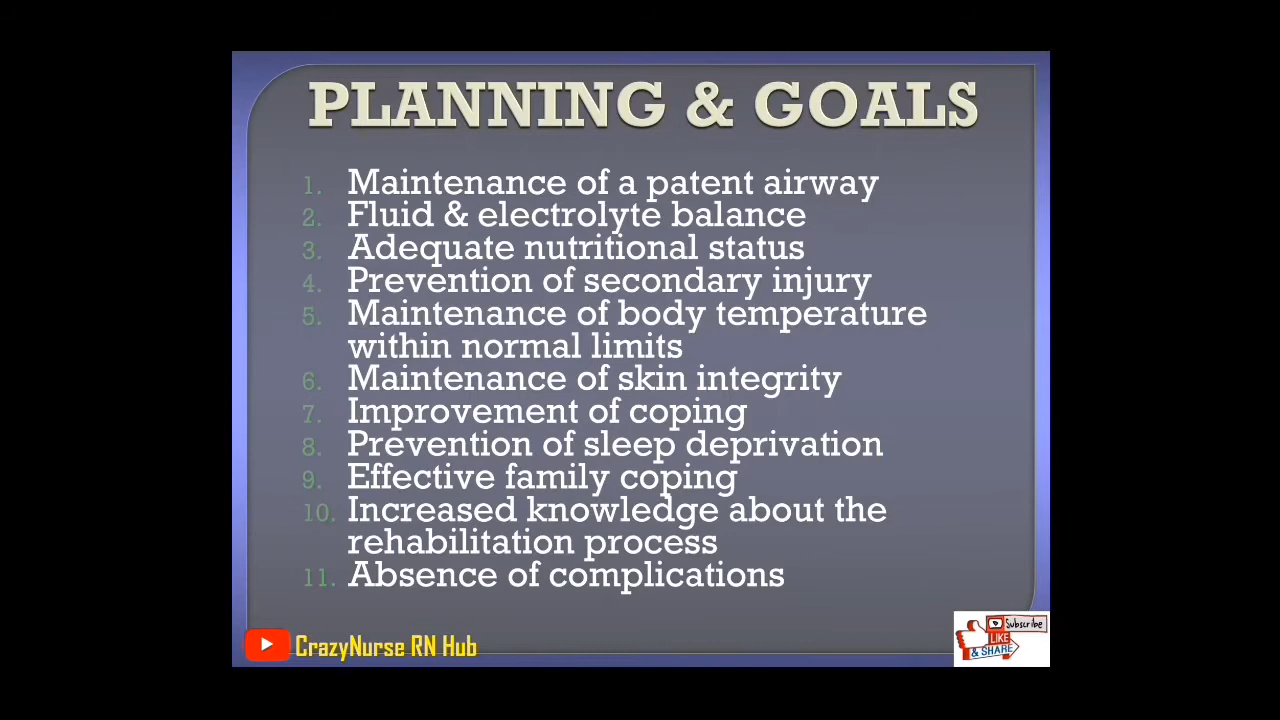 PLANNING & GOALS
1. Maintenance of a patent airway
2. Fluid & electrolyte balance
3. Adequate nutritional status
4. Prevention of secondary injury
5. Maintenance of body temperature
within normal limits
6. Maintenance of skin integrity
7. Improvement of coping
8. Prevention of sleep deprivation
9. Effective family coping
10. Increased knowledge about the
rehabilitation process
11. Absence of complications
CrazyNurse RN Hub
Subscribe
LIKE
& SHARE